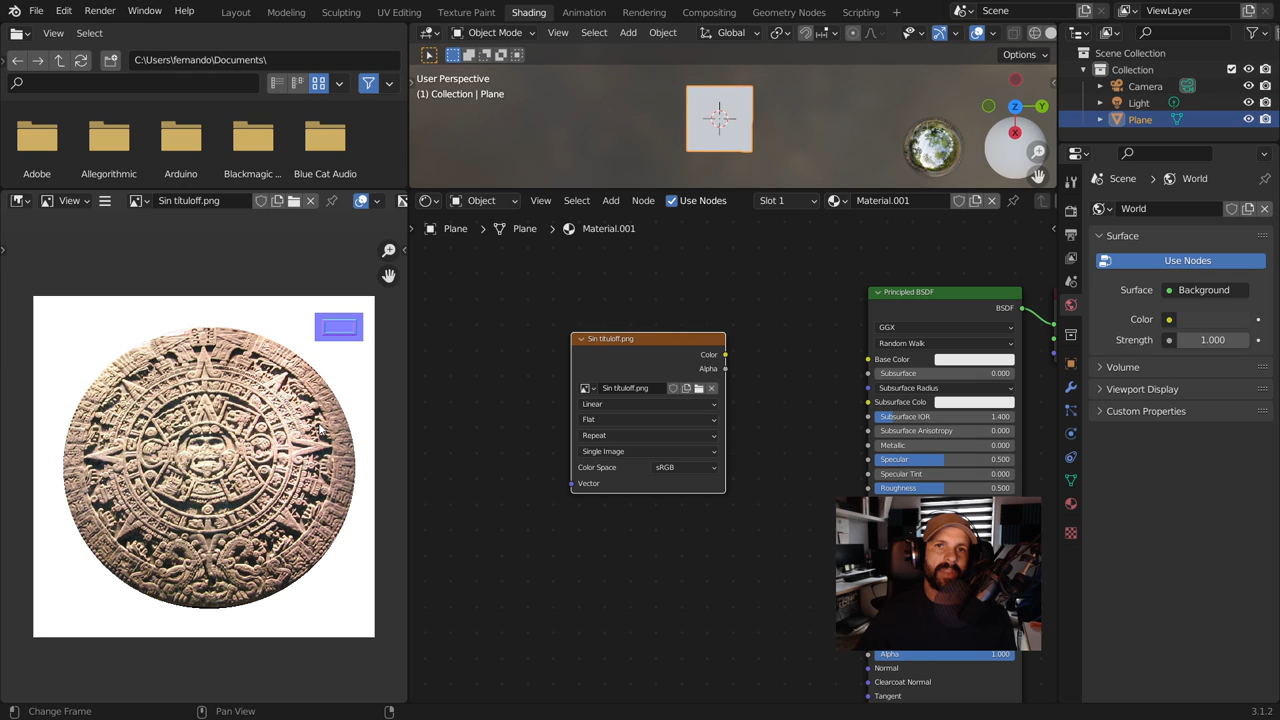 File Edit Render Window Help Layout Modeling Sculpting UV Editing Texture Paint Shading Animation Rendering Compositing Geometry Nodes Scripting Scene ViewLayer
View Select
C:\Users\fernando\Documents\
Adobe Allegorithmic Arduino Blackmagic ... Blue Cat Audio
Object Mode View Select Add Object Global
Options
User Perspective
(1) Collection | Plane
Z Y X
Scene Collection
Collection
Camera
Light
Plane
View Sin tituloff.png
Object View Select Add Node Use Nodes Slot 1 Material.001
Plane Plane Material.001
Sin tituloff.png
Color
Alpha
Sin tituloff.png
Linear
Flat
Repeat
Single Image
Color Space sRGB
Vector
Principled BSDF
BSDF
GGX
Random Walk
Base Color
Subsurface 0.000
Subsurface Radius
Subsurface Colo
Subsurface IOR 1.400
Subsurface Anisotropy 0.000
Metallic 0.000
Specular 0.500
Specular Tint 0.000
Roughness 0.500
Alpha 1.000
Normal
Clearcoat Normal
Tangent
Scene World
World
Surface
Use Nodes
Surface Background
Color
Strength 1.000
Volume
Viewport Display
Custom Properties
Change Frame Pan View 3.1.2